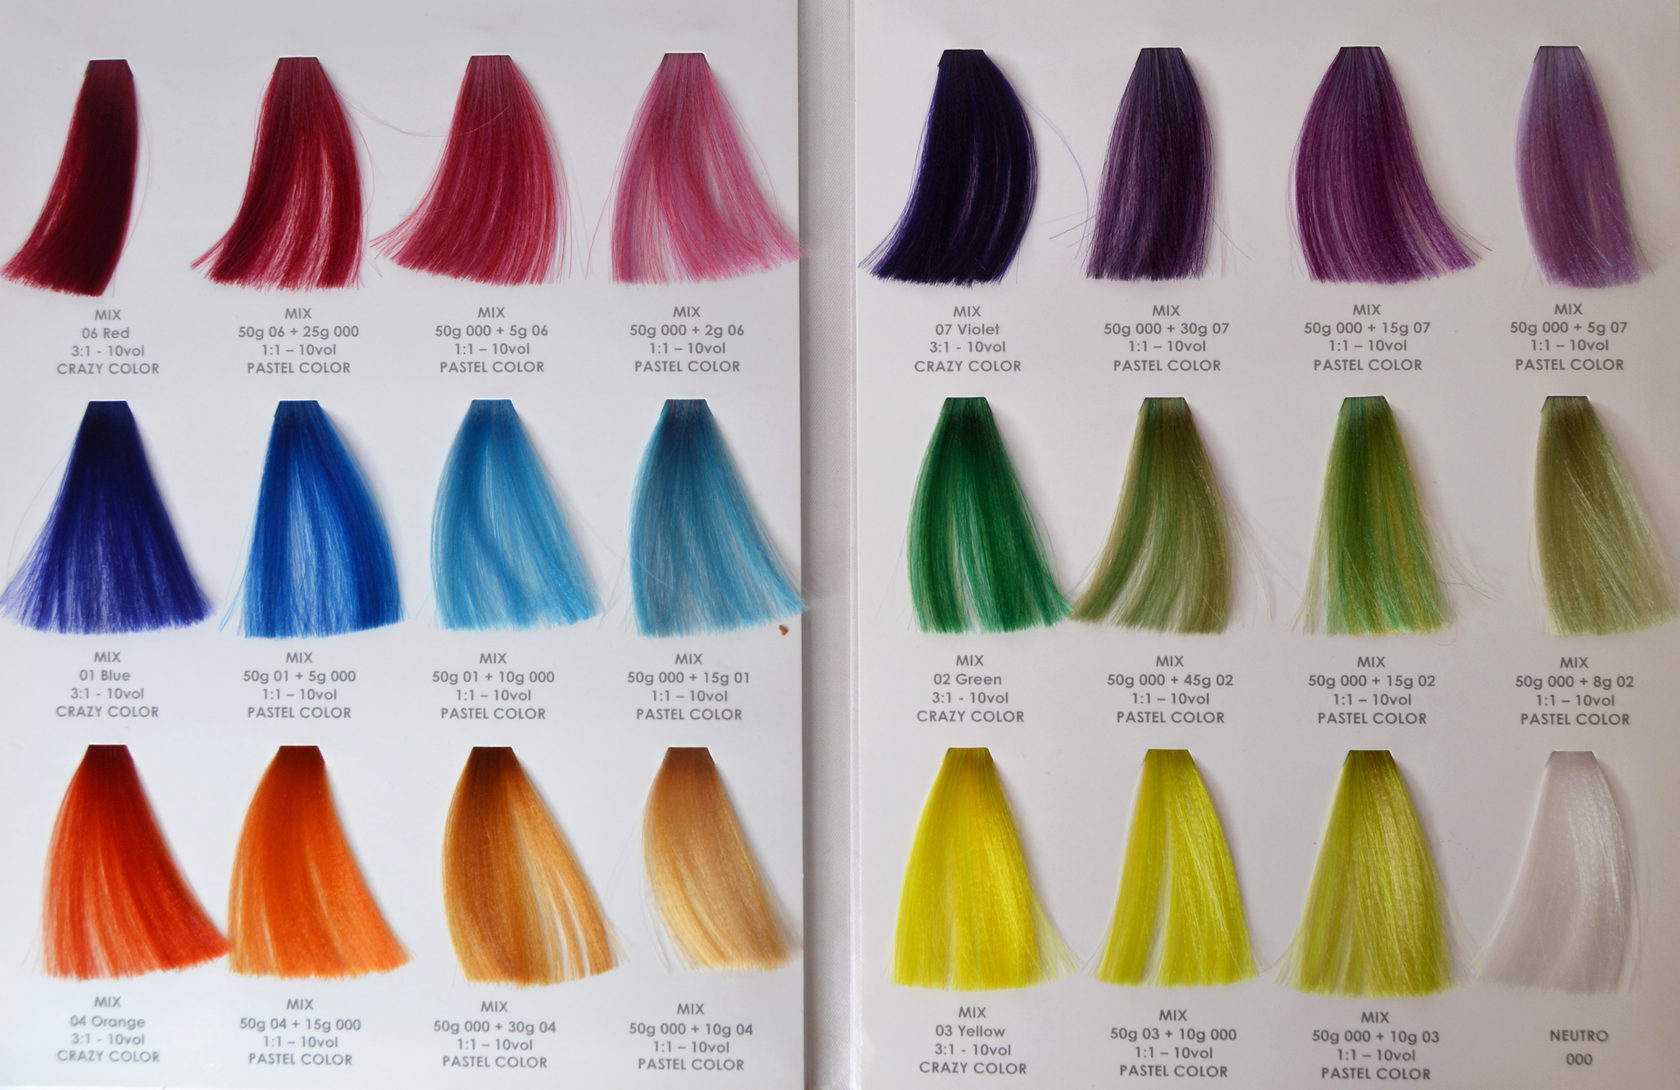 MIX
06 Red
3:1 - 10vol
CRAZY COLOR
MIX
50g 06 + 25g 000
1:1 – 10vol
PASTEL COLOR
MIX
50g 000 + 5g 06
1:1 – 10vol
PASTEL COLOR
MIX
50g 000 + 2g 06
1:1 – 10vol
PASTEL COLOR
MIX
01 Blue
3:1 - 10vol
CRAZY COLOR
MIX
50g 01 + 5g 000
1:1 – 10vol
PASTEL COLOR
MIX
50g 01 + 10g 000
1:1 – 10vol
PASTEL COLOR
MIX
50g 000 + 15g 01
1:1 – 10vol
PASTEL COLOR
MIX
04 Orange
3:1 - 10vol
CRAZY COLOR
MIX
50g 04 + 15g 000
1:1 – 10vol
PASTEL COLOR
MIX
50g 000 + 30g 04
1:1 – 10vol
PASTEL COLOR
MIX
50g 000 + 10g 04
1:1 – 10vol
PASTEL COLOR
MIX
07 Violet
3:1 - 10vol
CRAZY COLOR
MIX
50g 000 + 30g 07
1:1 – 10vol
PASTEL COLOR
MIX
50g 000 + 15g 07
1:1 – 10vol
PASTEL COLOR
MIX
50g 000 + 5g 07
1:1 – 10vol
PASTEL COLOR
MIX
02 Green
3:1 - 10vol
CRAZY COLOR
MIX
50g 000 + 45g 02
1:1 – 10vol
PASTEL COLOR
MIX
50g 000 + 15g 02
1:1 – 10vol
PASTEL COLOR
MIX
50g 000 + 8g 02
1:1 – 10vol
PASTEL COLOR
MIX
03 Yellow
3:1 - 10vol
CRAZY COLOR
MIX
50g 03 + 10g 000
1:1 – 10vol
PASTEL COLOR
MIX
50g 000 + 10g 03
1:1 – 10vol
PASTEL COLOR
NEUTRO
000